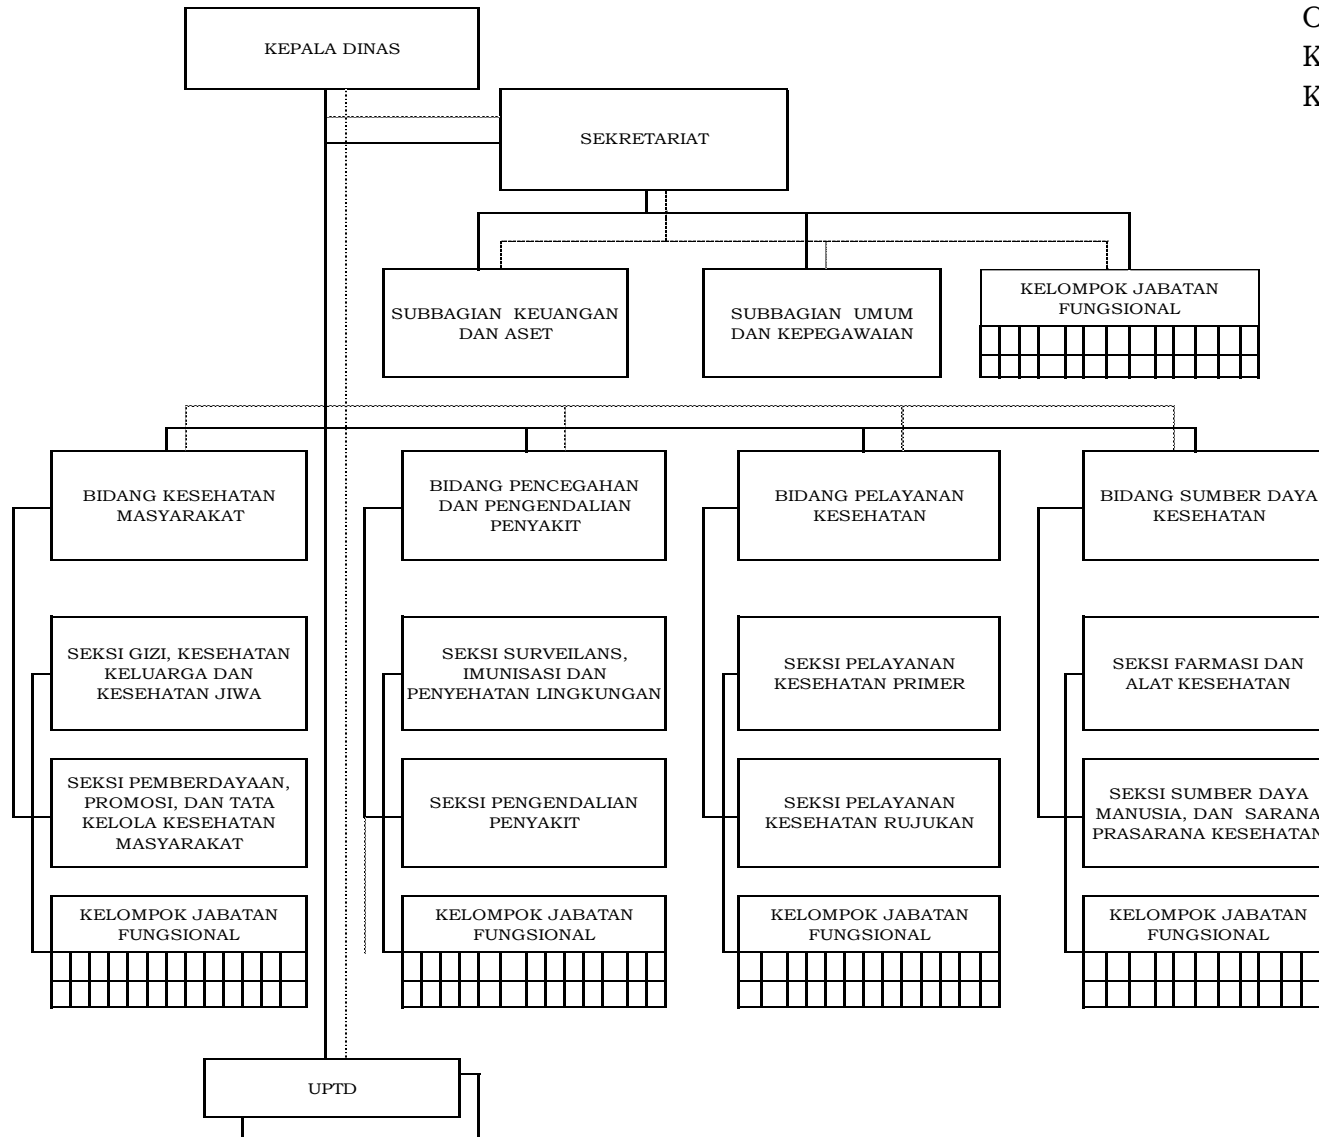 KEPALA DINAS
O
K
K
SEKRETARIAT
SUBBAGIAN KEUANGAN
DAN ASET
SUBBAGIAN UMUM
DAN KEPEGAWAIAN
KELOMPOK JABATAN
FUNGSIONAL
BIDANG KESEHATAN
MASYARAKAT
BIDANG PENCEGAHAN
DAN PENGENDALIAN
PENYAKIT
BIDANG PELAYANAN
KESEHATAN
BIDANG SUMBER DAYA
KESEHATAN
SEKSI GIZI, KESEHATAN
KELUARGA DAN
KESEHATAN JIWA
SEKSI SURVEILANS,
IMUNISASI DAN
PENYEHATAN LINGKUNGAN
SEKSI PELAYANAN
KESEHATAN PRIMER
SEKSI FARMASI DAN
ALAT KESEHATAN
SEKSI PEMBERDAYAAN,
PROMOSI, DAN TATA
KELOLA KESEHATAN
MASYARAKAT
SEKSI PENGENDALIAN
PENYAKIT
SEKSI PELAYANAN
KESEHATAN RUJUKAN
SEKSI SUMBER DAYA
MANUSIA, DAN SARANA
PRASARANA KESEHATAN
KELOMPOK JABATAN
FUNGSIONAL
KELOMPOK JABATAN
FUNGSIONAL
KELOMPOK JABATAN
FUNGSIONAL
KELOMPOK JABATAN
FUNGSIONAL
UPTD